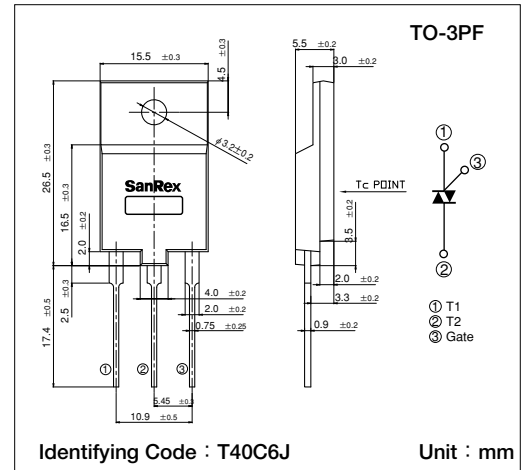 TO-3PF
15.5 ±0.3
4.5 ±0.3
5.5 ±0.2
3.0 ±0.2
φ3.2±0.2
26.5 ±0.3
16.5 ±0.3
2.0 ±0.2
SanRex
Tc POINT
3.5 ±0.2
①
③
②
2.0 ±0.2
3.3 ±0.2
0.9 ±0.2
4.0 ±0.2
2.0 ±0.2
0.75 ±0.25
2.5 ±0.3
17.4 ±0.5
① ② ③
5.45 ±0.3
10.9 ±0.5
① T1
② T2
③ Gate
Identifying Code : T40C6J
Unit : mm